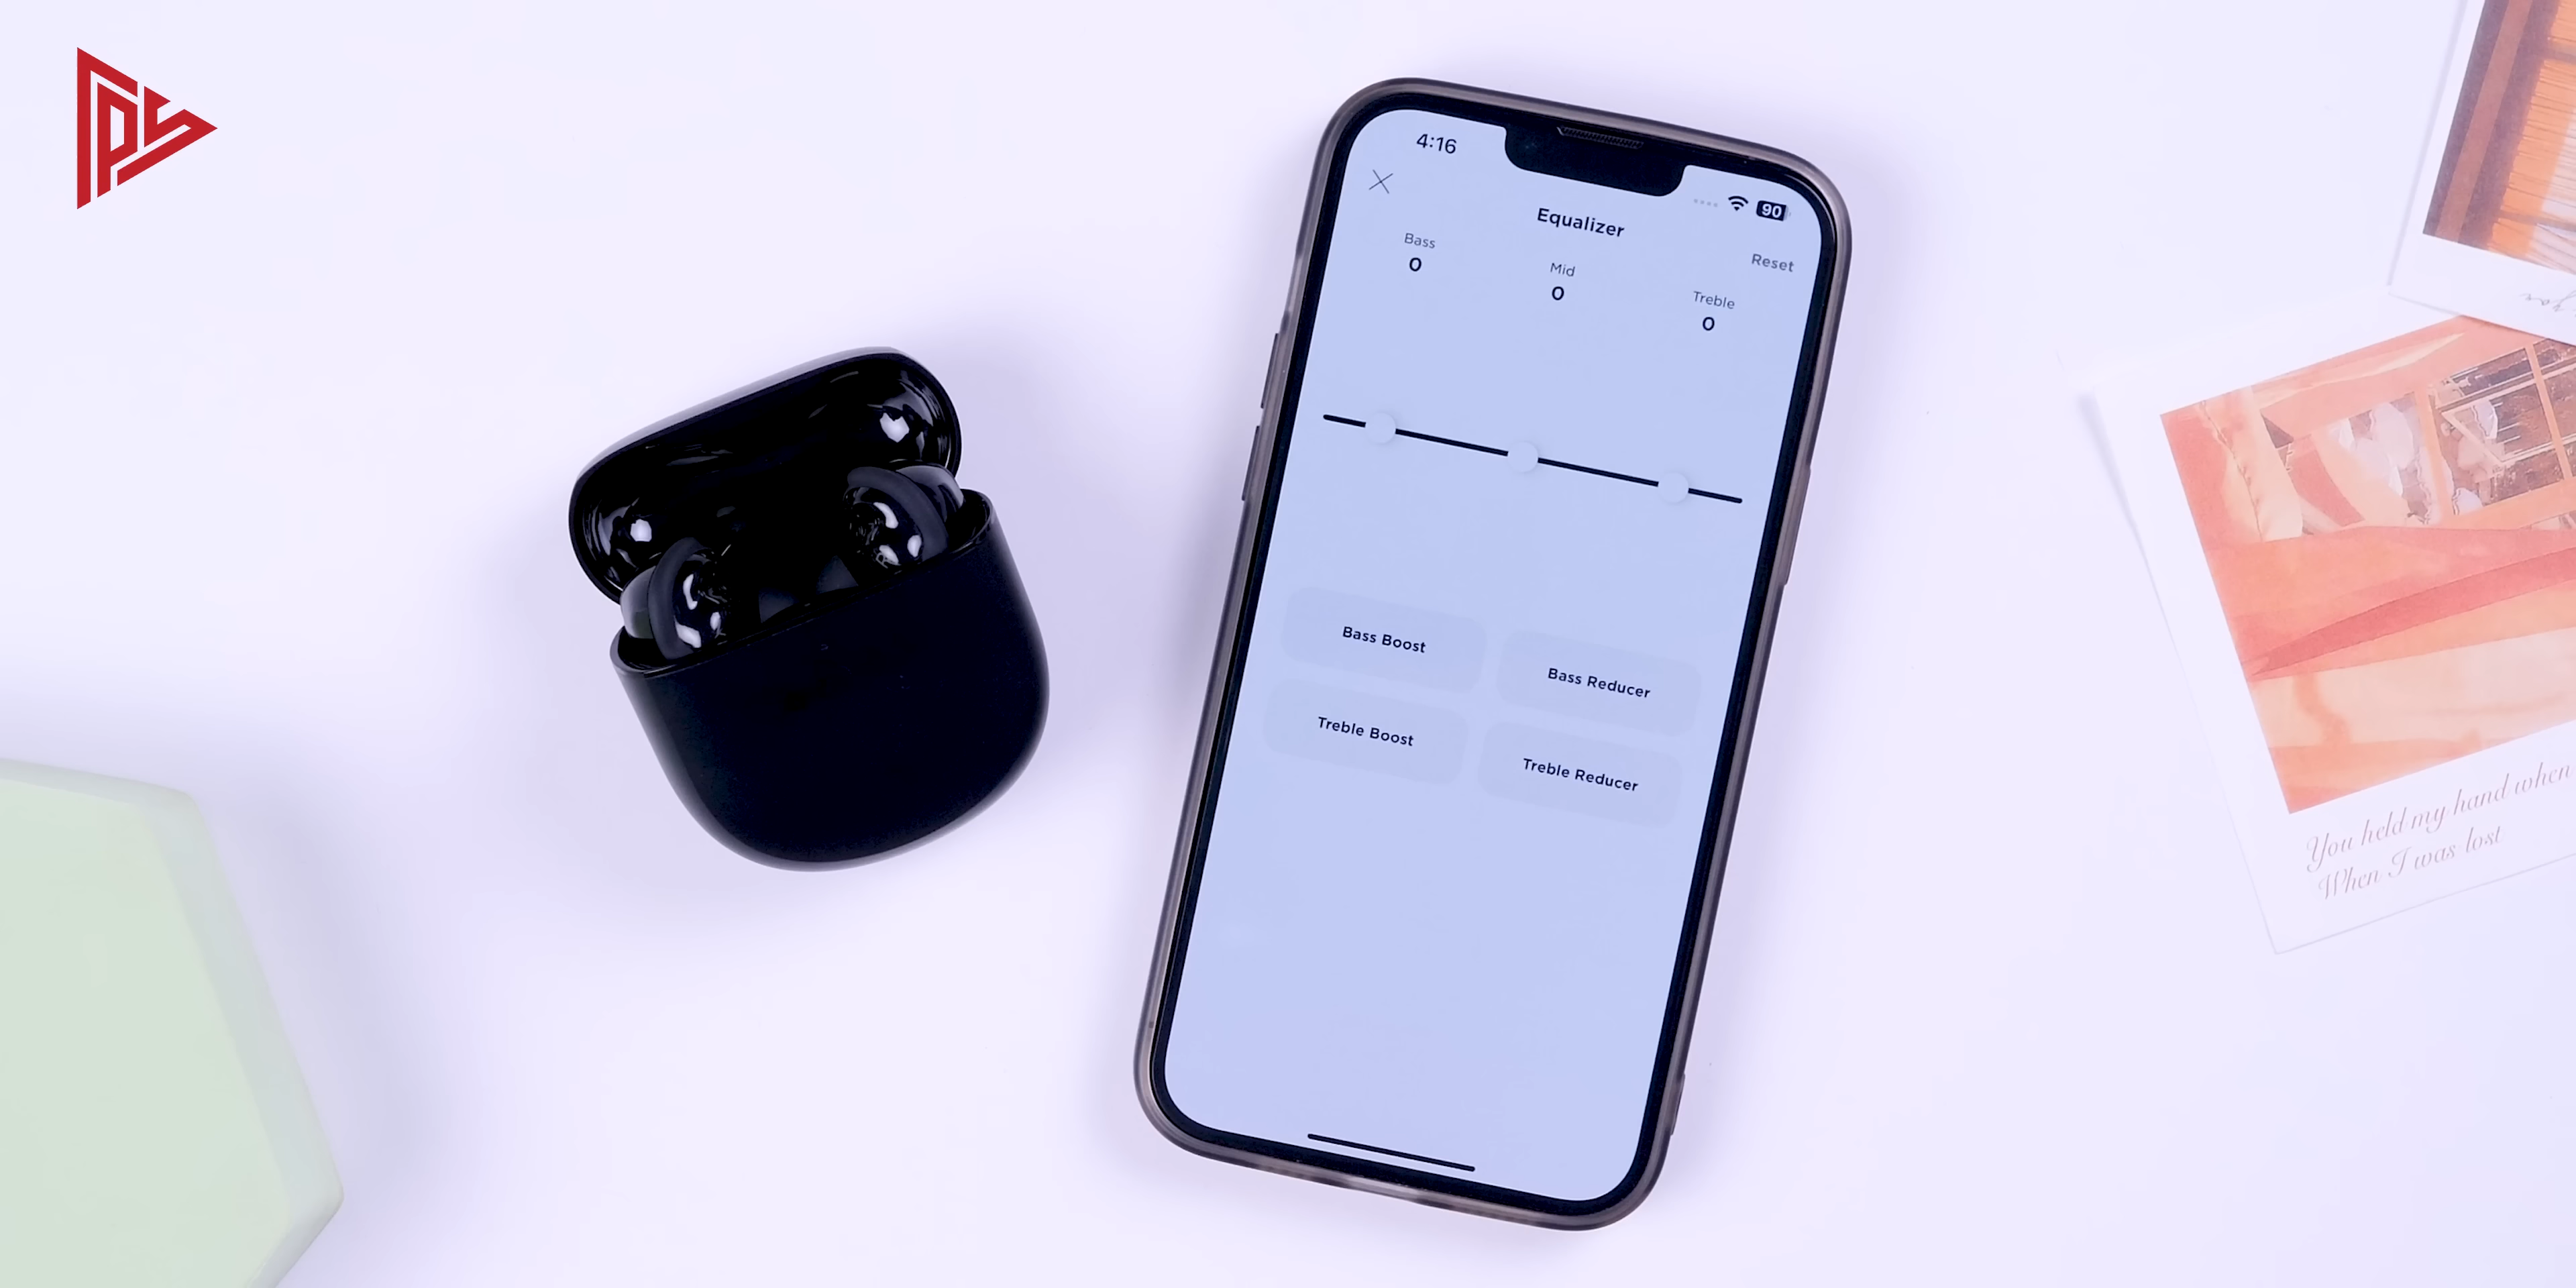 4:16
90
Equalizer
Reset
Bass
0
Mid
0
Treble
0
Bass Boost
Bass Reducer
Treble Boost
Treble Reducer
You held my hand when
When I was lost